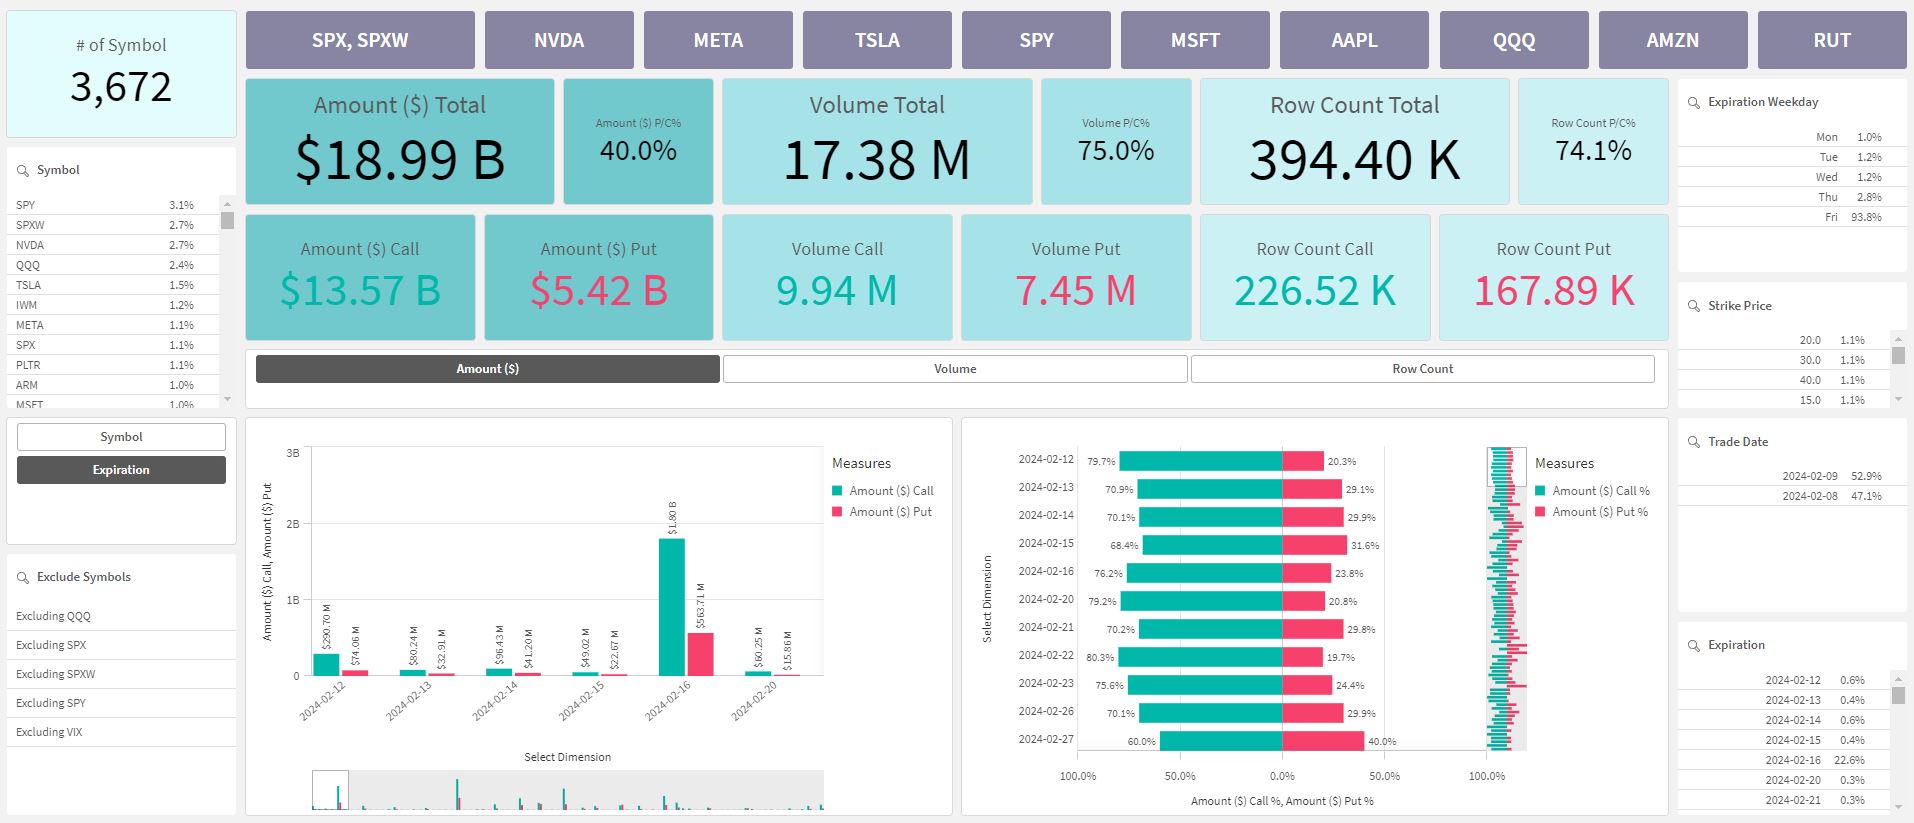 # of Symbol
3,672
SPX, SPXW
NVDA
META
TSLA
SPY
MSFT
AAPL
QQQ
AMZN
RUT
Amount ($) Total
$18.99 B
Amount ($) P/C%
40.0%
Volume Total
17.38 M
Volume P/C%
75.0%
Row Count Total
394.40 K
Row Count P/C%
74.1%
Amount ($) Call
$13.57 B
Amount ($) Put
$5.42 B
Volume Call
9.94 M
Volume Put
7.45 M
Row Count Call
226.52 K
Row Count Put
167.89 K
Symbol
SPY 3.1%
SPXW 2.7%
NVDA 2.7%
QQQ 2.4%
TSLA 1.5%
IWM 1.2%
META 1.1%
SPX 1.1%
PLTR 1.1%
ARM 1.0%
MSFT 1.0%
Amount ($)
Volume
Row Count
Symbol
Expiration
Exclude Symbols
Excluding QQQ
Excluding SPX
Excluding SPXW
Excluding SPY
Excluding VIX
Amount ($) Call, Amount ($) Put
3B
2B
1B
0
$290.70 M
$74.06 M
$80.24 M
$32.91 M
$96.43 M
$41.20 M
$49.02 M
$22.67 M
$1.80 B
$563.71 M
$60.25 M
$15.86 M
2024-02-12
2024-02-13
2024-02-14
2024-02-15
2024-02-16
2024-02-20
Select Dimension
Measures
Amount ($) Call
Amount ($) Put
Select Dimension
2024-02-12 79.7% 20.3%
2024-02-13 70.9% 29.1%
2024-02-14 70.1% 29.9%
2024-02-15 68.4% 31.6%
2024-02-16 76.2% 23.8%
2024-02-20 79.2% 20.8%
2024-02-21 70.2% 29.8%
2024-02-22 80.3% 19.7%
2024-02-23 75.6% 24.4%
2024-02-26 70.1% 29.9%
2024-02-27 60.0% 40.0%
100.0% 50.0% 0.0% 50.0% 100.0%
Amount ($) Call %, Amount ($) Put %
Measures
Amount ($) Call %
Amount ($) Put %
Expiration Weekday
Mon 1.0%
Tue 1.2%
Wed 1.2%
Thu 2.8%
Fri 93.8%
Strike Price
20.0 1.1%
30.0 1.1%
40.0 1.1%
15.0 1.1%
Trade Date
2024-02-09 52.9%
2024-02-08 47.1%
Expiration
2024-02-12 0.6%
2024-02-13 0.4%
2024-02-14 0.6%
2024-02-15 0.4%
2024-02-16 22.6%
2024-02-20 0.3%
2024-02-21 0.3%